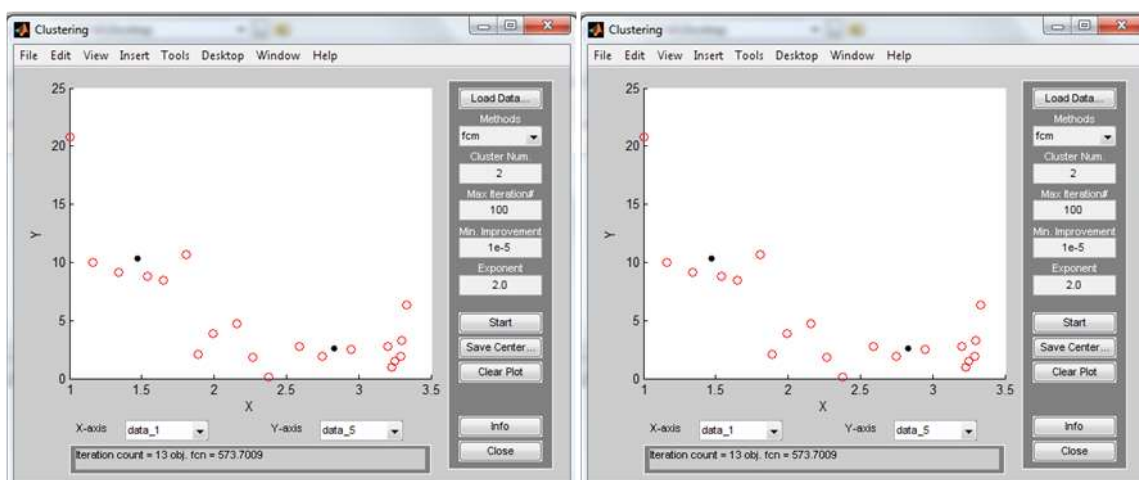 Clustering
File Edit View Insert Tools Desktop Window Help
25
20
15
10
5
0
Y
1 1.5 2 2.5 3 3.5
X
X-axis data_1 Y-axis data_5
Iteration count = 13 obj. fcn = 573.7009
Load Data...
Methods
fcm
Cluster Num
2
Max Iteration#
100
Min. Improvement
1e-5
Exponent
2.0
Start
Save Center...
Clear Plot
Info
Close
Clustering
File Edit View Insert Tools Desktop Window Help
25
20
15
10
5
0
Y
1 1.5 2 2.5 3 3.5
X
X-axis data_1 Y-axis data_5
Iteration count = 13 obj. fcn = 573.7009
Load Data...
Methods
fcm
Cluster Num
2
Max Iteration#
100
Min. Improvement
1e-5
Exponent
2.0
Start
Save Center...
Clear Plot
Info
Close